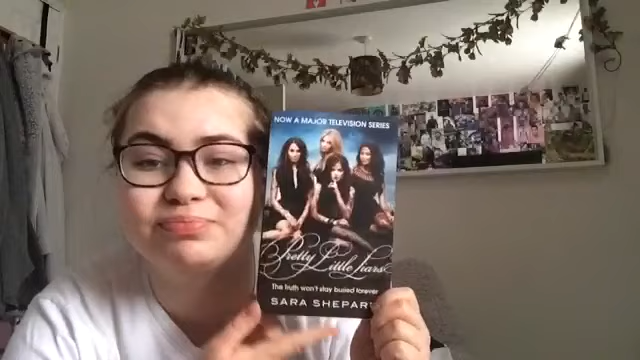 NOW A MAJOR TELEVISION SERIES
Pretty Little Liars
The truth won't stay buried forever
SARA SHEPARD